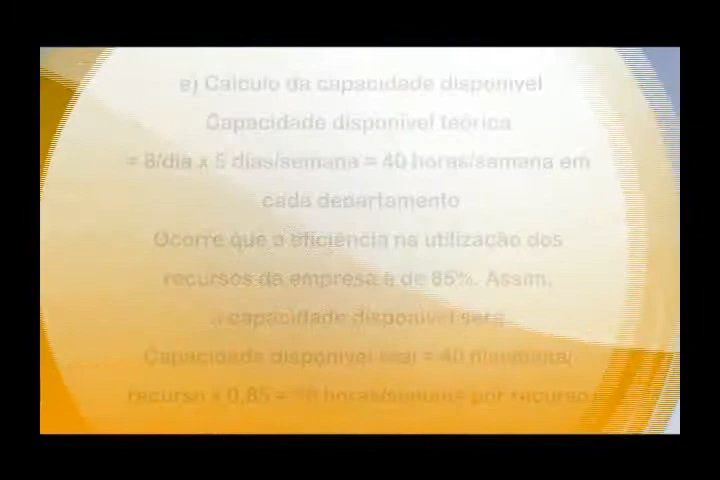 e) Calculo da capacidade disponivel
Capacidade disponivel teórica
= 8/dia x 5 dias/semana = 40 horas/semana em
cada departamento
Ocorre que a eficiência na utilização dos
recursos da empresa é de 85%. Assim,
a capacidade disponivel será
Capacidade disponivel real = 40
recurso x 0,85 = horas/semana por recurso